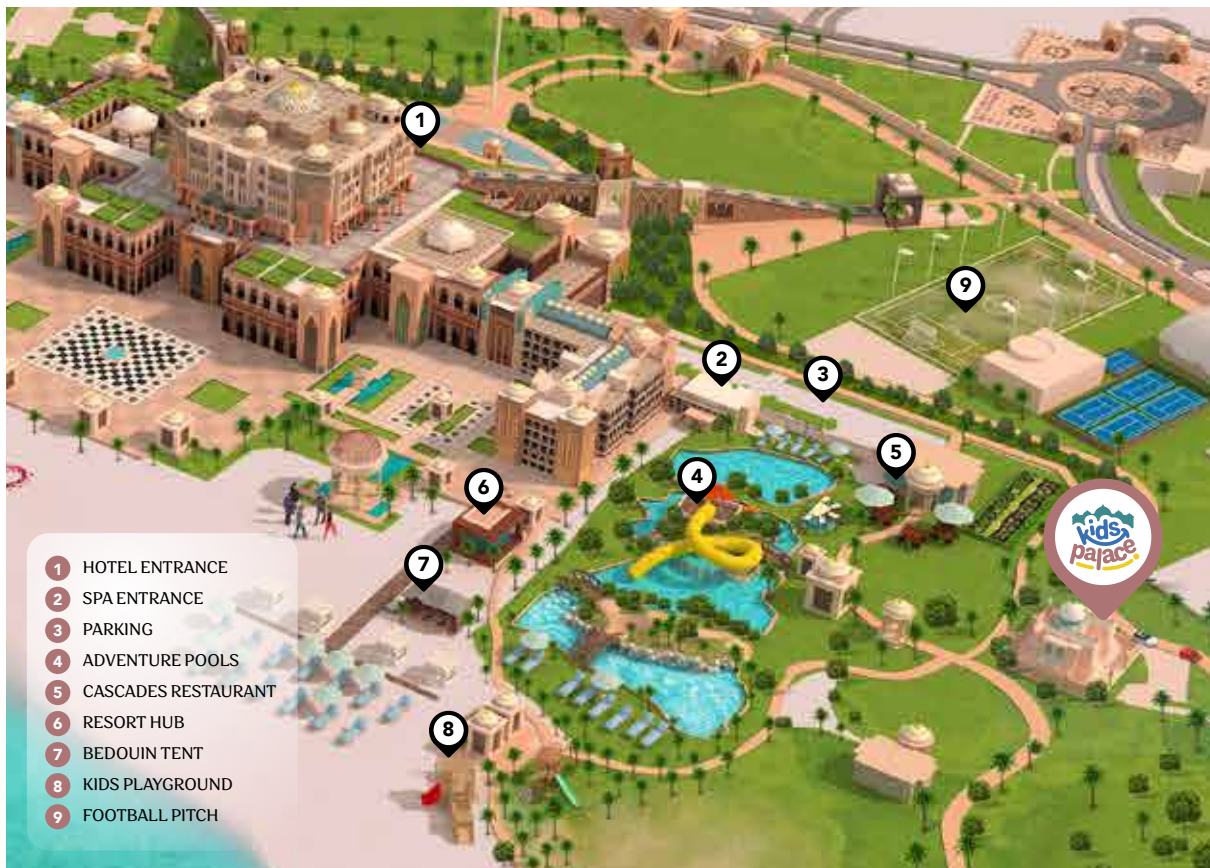 1
2
3
9
4
5
6
7
8
kids
palace
1 HOTEL ENTRANCE
2 SPA ENTRANCE
3 PARKING
4 ADVENTURE POOLS
5 CASCADES RESTAURANT
6 RESORT HUB
7 BEDOUIN TENT
8 KIDS PLAYGROUND
9 FOOTBALL PITCH